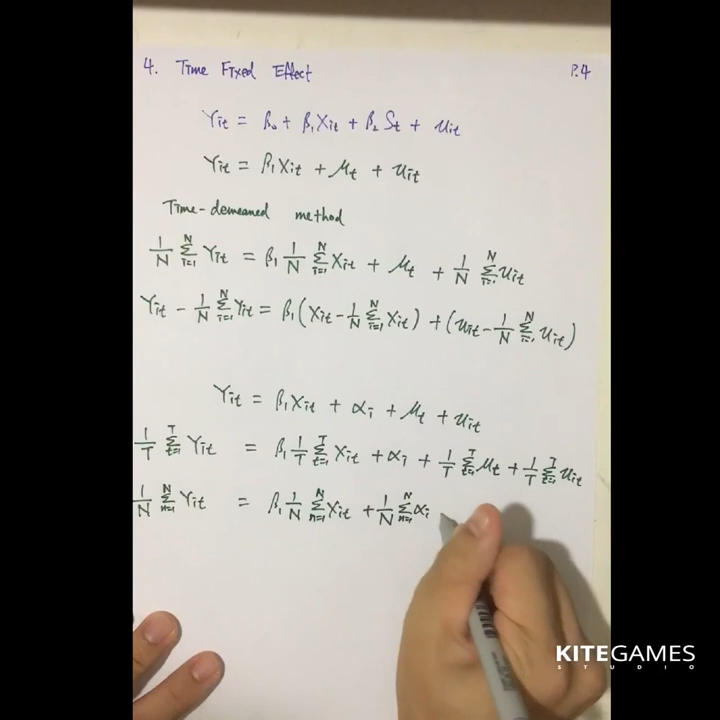 4. Time Fixed Effect P.4
Yit = β₀ + β₁Xit + β₂St + uit
Yit = β₁Xit + μt + uit
Time-demeaned method
1/N Σ_{i=1}^{N} Yit = β₁ 1/N Σ_{i=1}^{N} Xit + μt + 1/N Σ_{i=1}^{N} uit
Yit − 1/N Σ_{i=1}^{N} Yit = β₁(Xit − 1/N Σ_{i=1}^{N} Xit) + (uit − 1/N Σ_{i=1}^{N} uit)
Yit = β₁Xit + αi + μt + uit
1/T Σ_{t=1}^{T} Yit = β₁ 1/T Σ_{t=1}^{T} Xit + αi + 1/T Σ_{t=1}^{T} μt + 1/T Σ_{t=1}^{T} uit
1/N Σ_{n=1}^{N} Yit = β₁ 1/N Σ_{n=1}^{N} Xit + 1/N Σ_{n=1}^{N} αi
KITEGAMES
STUDIO